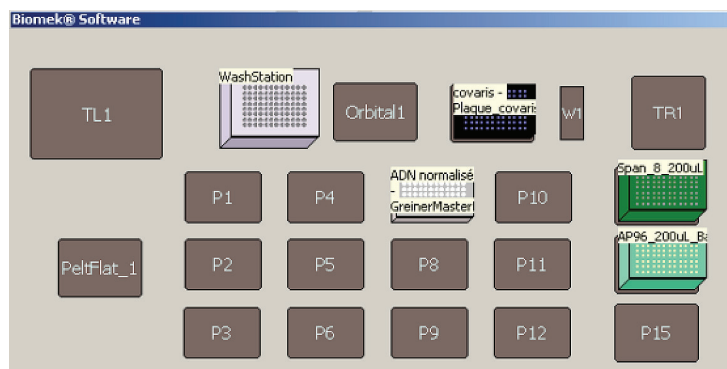 Biomek® Software
TL1
WashStation
Orbital1
covaris -
Plaque_covaris
W1
TR1
P1
P4
ADN normalisé
-
GreinerMasterI
P10
Span_8_200uL
PeltFlat_1
P2
P5
P8
P11
AP96_200uL_Ba
P3
P6
P9
P12
P15